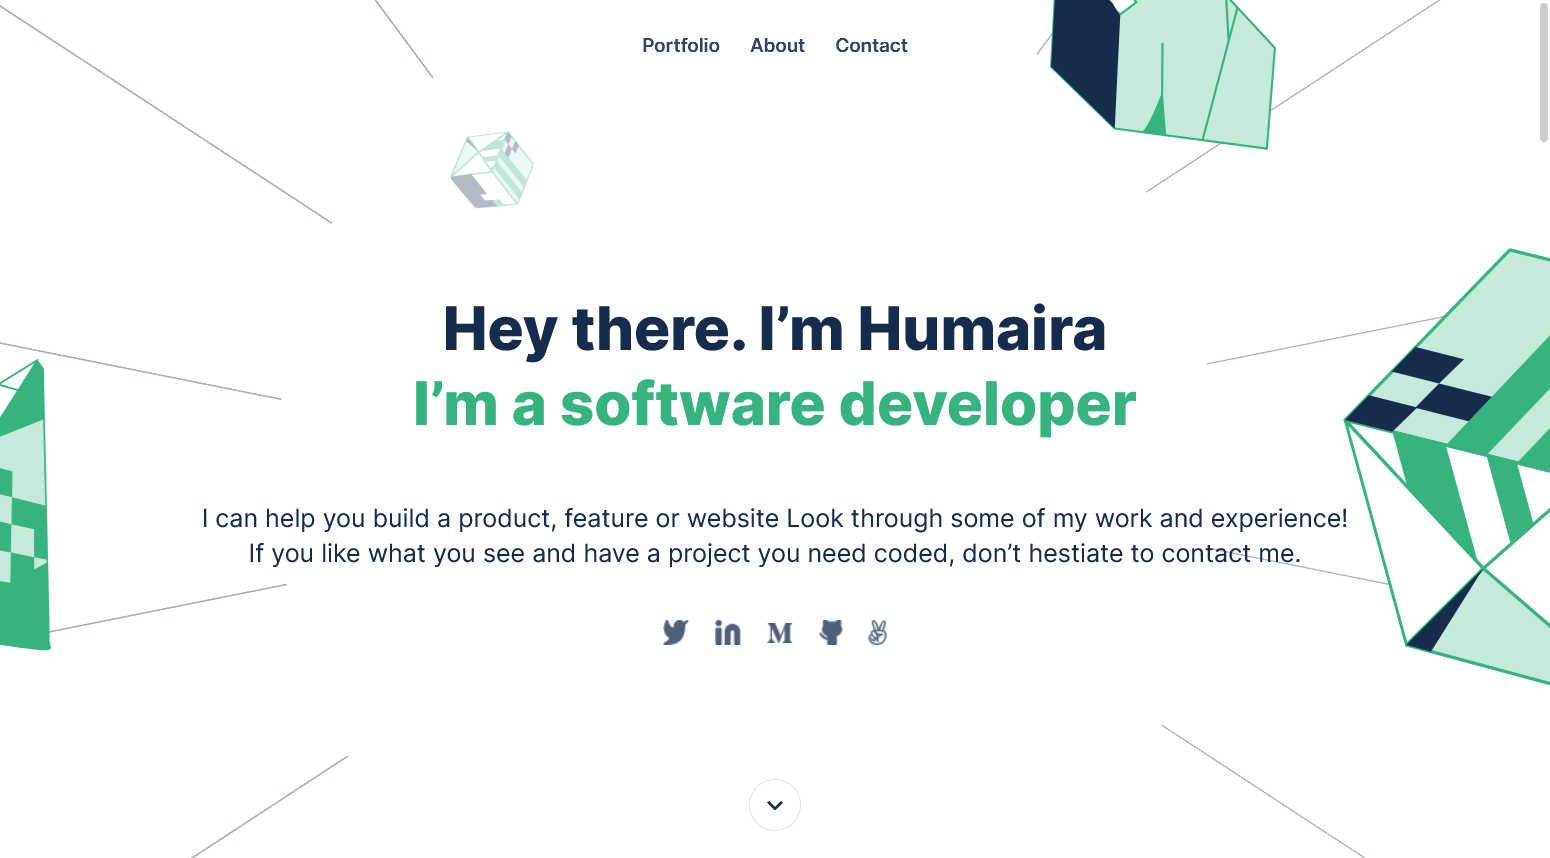 Portfolio About Contact
Hey there. I’m Humaira
I’m a software developer
I can help you build a product, feature or website Look through some of my work and experience!
If you like what you see and have a project you need coded, don’t hestiate to contact me.